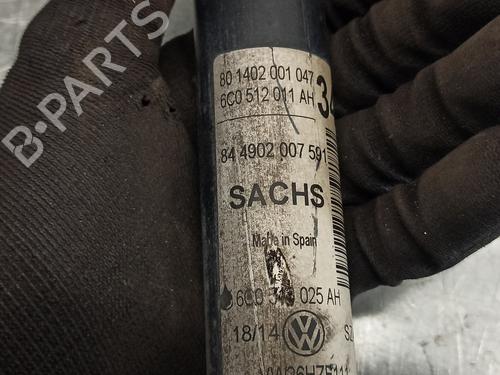 B-PARTS
80 1402 001 047
6C0 512 011 AH
34
84 4902 007 591
SACHS
Made in Spain
025 AH
18/14